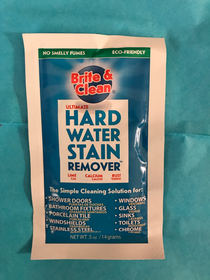 NO SMELLY FUMES
ECO-FRIENDLY
Brite &
Clean
ULTIMATE
HARD
WATER
STAIN
REMOVER
LIME
CALCIUM
RUST
The Simple Cleaning Solution for:
• SHOWER DOORS
• BATHROOM FIXTURES
• PORCELAIN TILE
• WINDSHIELDS
• STAINLESS STEEL
• WINDOWS
• GLASS
• SINKS
• TOILETS
• CHROME
NET WT. .5 oz / 14 grams